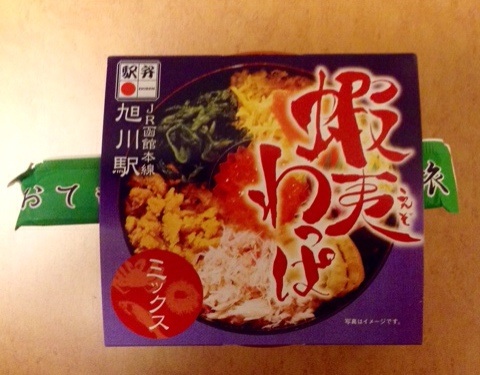 駅弁
JR函館本線
旭川駅
蝦夷
えぞ
わっぱ
ミックス
写真はイメージです。
おて
衣